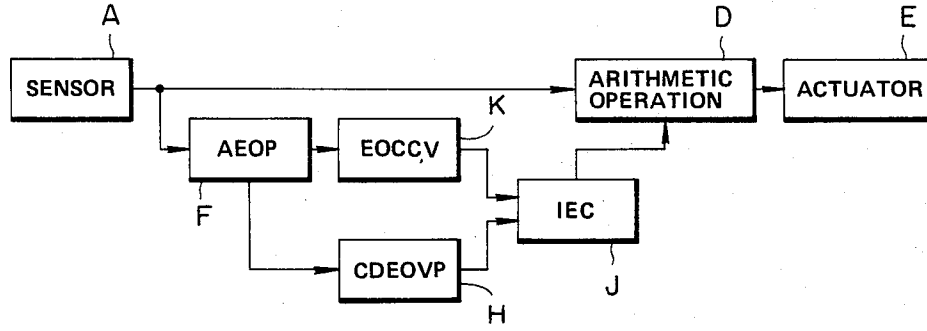 A
D
E
SENSOR
ARITHMETIC
OPERATION
ACTUATOR
K
AEOP
EOCC,V
F
IEC
CDEOVP
J
H